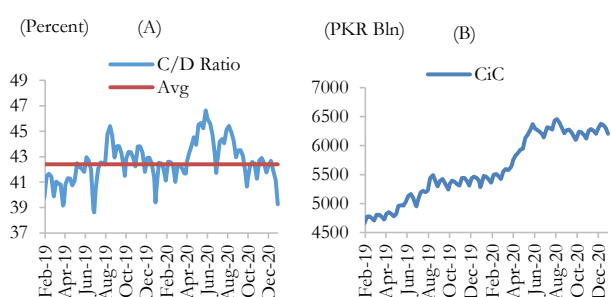 (Percent) (A)
C/D Ratio
Avg
49
47
45
43
41
39
37
Feb-19 Apr-19 Jun-19 Aug-19 Oct-19 Dec-19 Feb-20 Apr-20 Jun-20 Aug-20 Oct-20 Dec-20
(PKR Bln) (B)
CiC
7000
6500
6000
5500
5000
4500
Feb-19 Apr-19 Jun-19 Aug-19 Oct-19 Dec-19 Feb-20 Apr-20 Jun-20 Aug-20 Oct-20 Dec-20